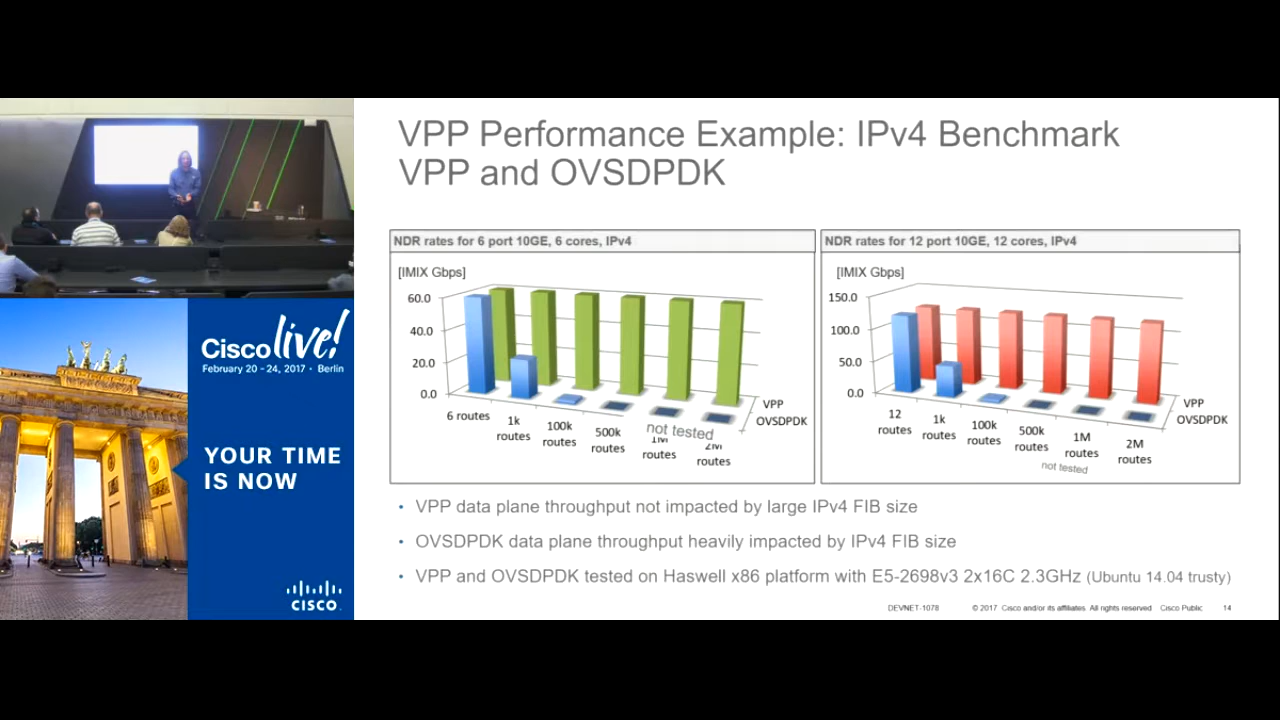 VPP Performance Example: IPv4 Benchmark
VPP and OVSDPDK
NDR rates for 6 port 10GE, 6 cores, IPv4
[IMIX Gbps]
60.0
40.0
20.0
0.0
6 routes
1k
routes
100k
routes
500k
routes
1M
routes
2M
routes
not tested
VPP
OVSDPDK
NDR rates for 12 port 10GE, 12 cores, IPv4
[IMIX Gbps]
150.0
100.0
50.0
0.0
12
routes
1k
routes
100k
routes
500k
routes
1M
routes
2M
routes
not tested
VPP
OVSDPDK
• VPP data plane throughput not impacted by large IPv4 FIB size
• OVSDPDK data plane throughput heavily impacted by IPv4 FIB size
• VPP and OVSDPDK tested on Haswell x86 platform with E5-2698v3 2x16C 2.3GHz (Ubuntu 14.04 trusty)
DEVNET-1078 © 2017 Cisco and/or its affiliates. All rights reserved. Cisco Public 14
Cisco live!
February 20 - 24, 2017 • Berlin
YOUR TIME
IS NOW
CISCO